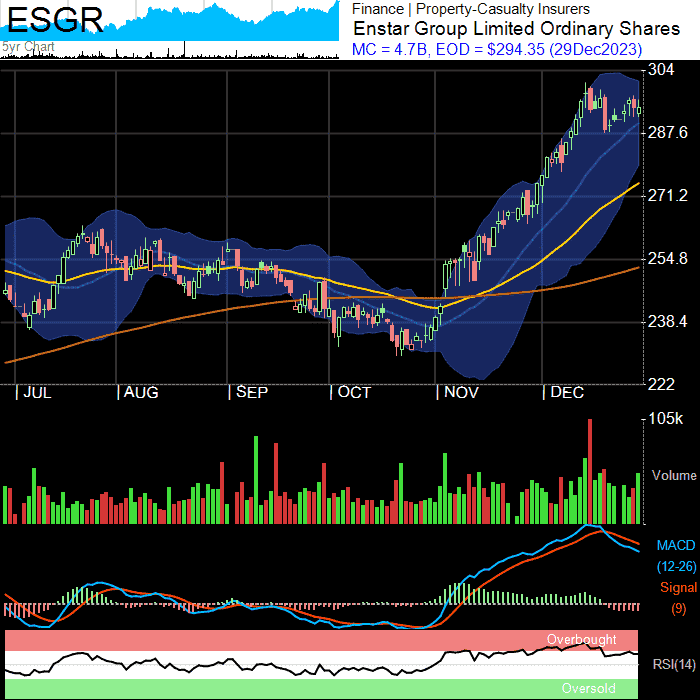 ESGR
5yr Chart
Finance | Property-Casualty Insurers
Enstar Group Limited Ordinary Shares
MC = 4.7B, EOD = $294.35 (29Dec2023)
304
287.6
271.2
254.8
238.4
222
JUL AUG SEP OCT NOV DEC
105k
Volume
MACD
(12-26)
Signal
(9)
Overbought
RSI(14)
Oversold